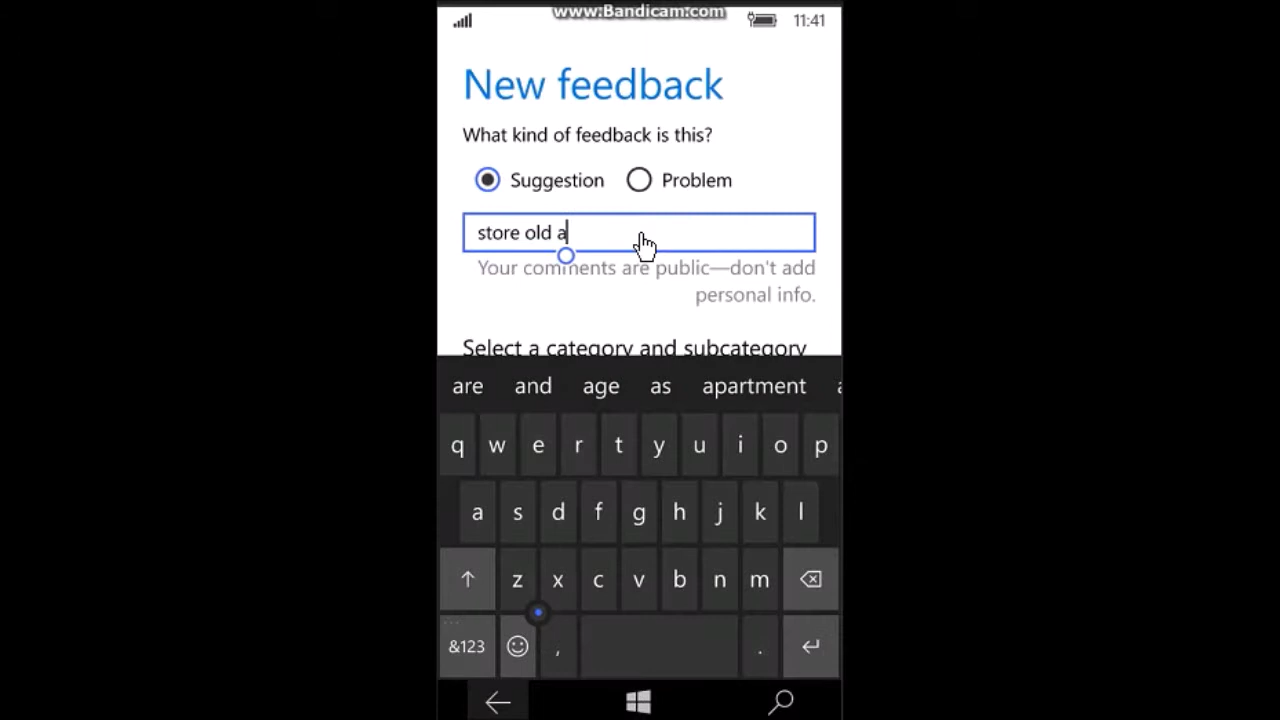 www.Bandicam.com
11:41
New feedback
What kind of feedback is this?
Suggestion Problem
store old a
Your comments are public—don't add
personal info.
Select a category and subcategory
are and age as apartment a
q w e r t y u i o p
a s d f g h j k l
z x c v b n m
&123 , .